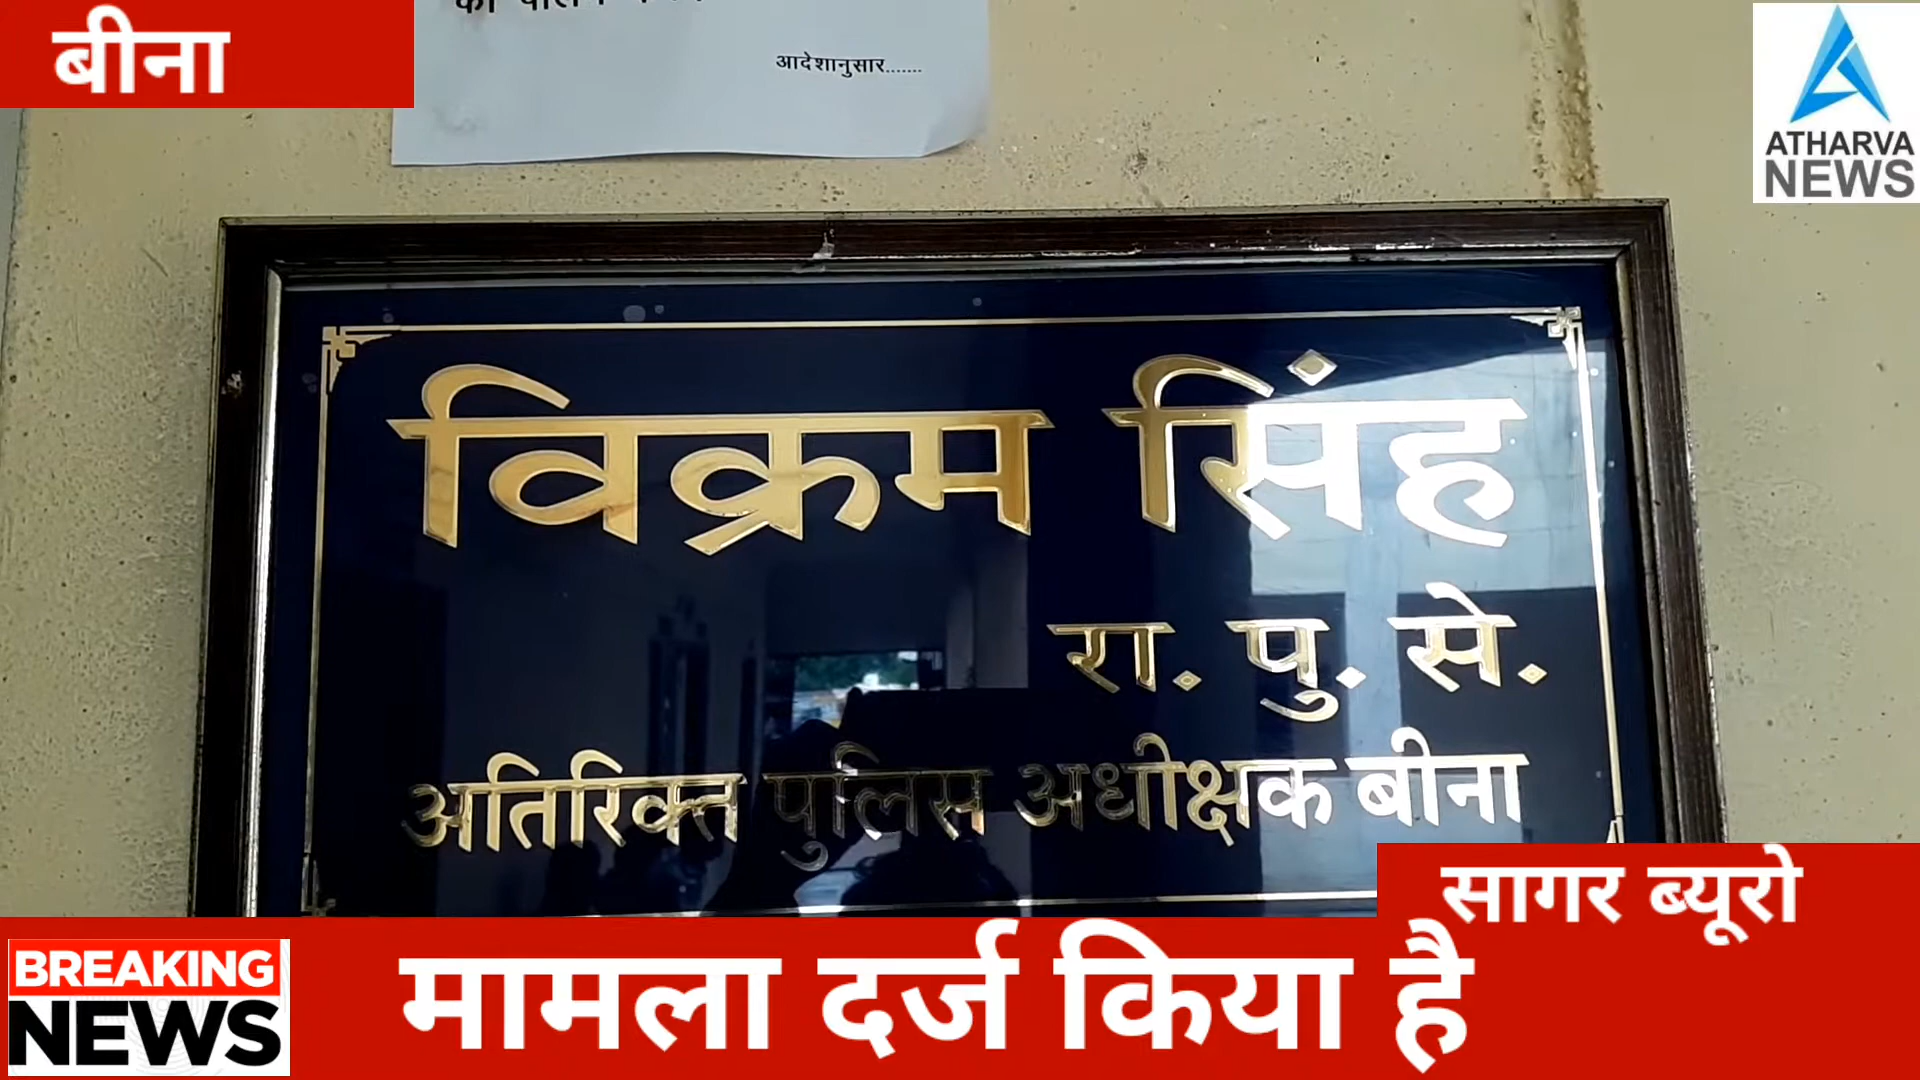 बीना
आदेशानुसार.......
ATHARVA
NEWS
विक्रम सिंह
रा. पु. से.
अतिरिक्त पुलिस अधीक्षक बीना
सागर ब्यूरो
BREAKING
NEWS
मामला दर्ज किया है